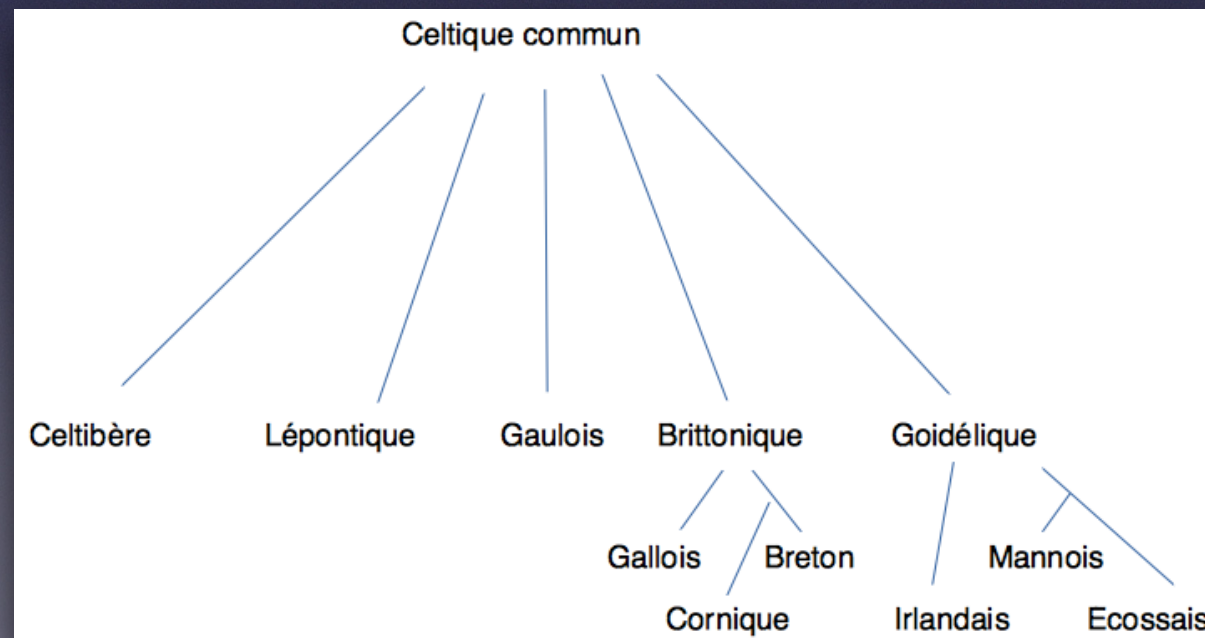 Celtique commun
Celtibère Lépontique Gaulois Brittonique Goidélique
Gallois Breton Mannois
Cornique Irlandais Ecossais